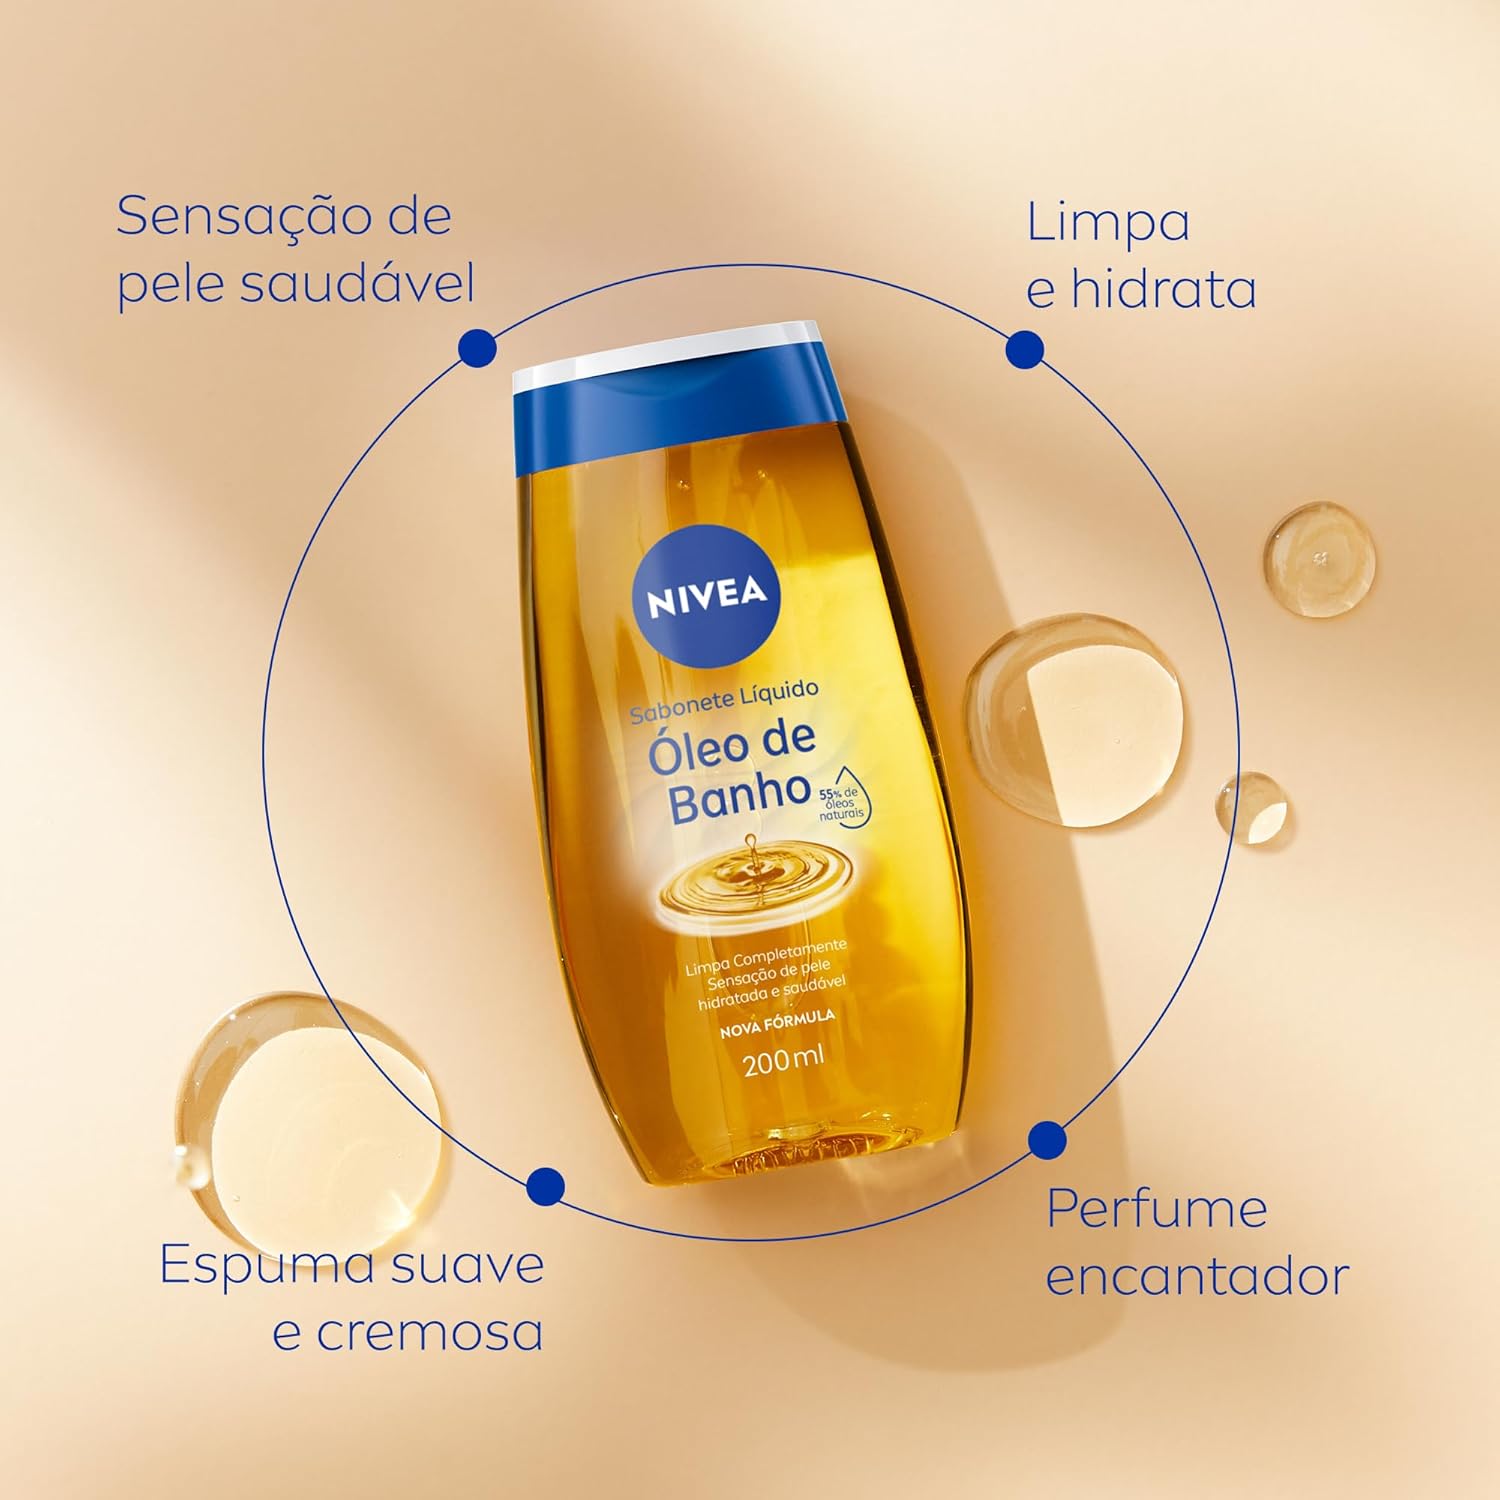 Sensação de
pele saudável
Limpa
e hidrata
NIVEA
Sabonete Líquido
Óleo de
Banho
55% de
óleos
naturais
Limpa Completamente
Sensação de pele
hidratada e saudável
NOVA FÓRMULA
200ml
Espuma suave
e cremosa
Perfume
encantador